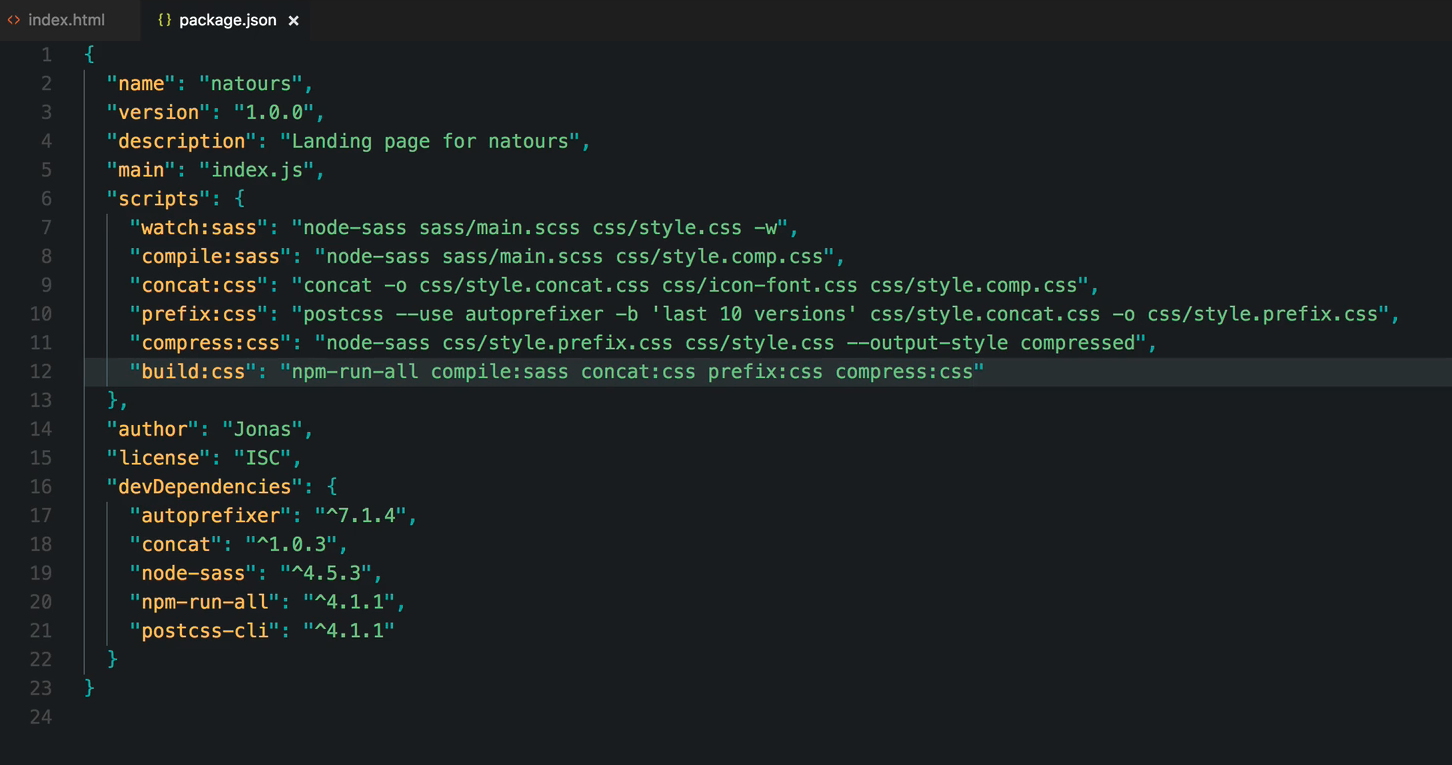 <> index.html {} package.json ×
1 {
2 "name": "natours",
3 "version": "1.0.0",
4 "description": "Landing page for natours",
5 "main": "index.js",
6 "scripts": {
7 "watch:sass": "node-sass sass/main.scss css/style.css -w",
8 "compile:sass": "node-sass sass/main.scss css/style.comp.css",
9 "concat:css": "concat -o css/style.concat.css css/icon-font.css css/style.comp.css",
10 "prefix:css": "postcss --use autoprefixer -b 'last 10 versions' css/style.concat.css -o css/style.prefix.css",
11 "compress:css": "node-sass css/style.prefix.css css/style.css --output-style compressed",
12 "build:css": "npm-run-all compile:sass concat:css prefix:css compress:css"
13 },
14 "author": "Jonas",
15 "license": "ISC",
16 "devDependencies": {
17 "autoprefixer": "^7.1.4",
18 "concat": "^1.0.3",
19 "node-sass": "^4.5.3",
20 "npm-run-all": "^4.1.1",
21 "postcss-cli": "^4.1.1"
22 }
23 }
24